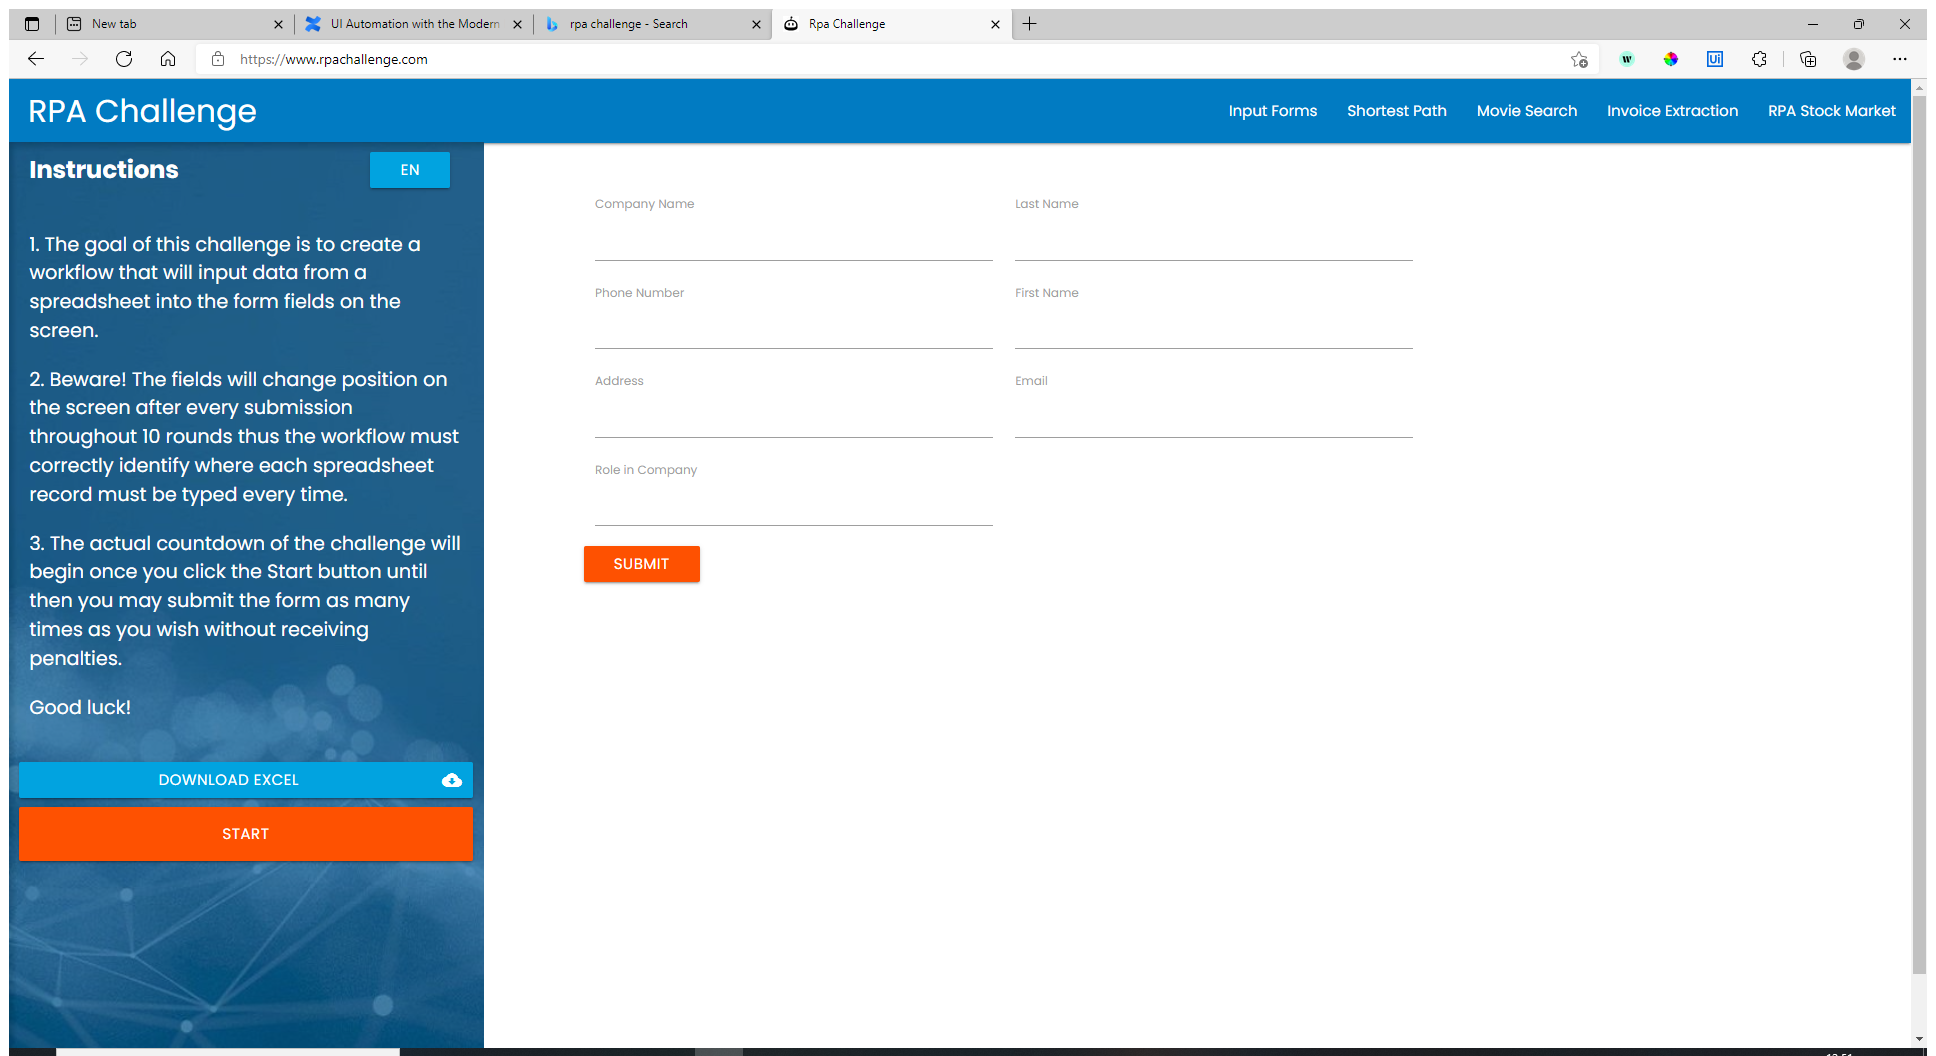 New tab
UI Automation with the Modern
rpa challenge - Search
Rpa Challenge
https://www.rpachallenge.com
w
Ui
RPA Challenge
Input Forms
Shortest Path
Movie Search
Invoice Extraction
RPA Stock Market
Instructions
EN
1. The goal of this challenge is to create a
workflow that will input data from a
spreadsheet into the form fields on the
screen.
2. Beware! The fields will change position on
the screen after every submission
throughout 10 rounds thus the workflow must
correctly identify where each spreadsheet
record must be typed every time.
3. The actual countdown of the challenge will
begin once you click the Start button until
then you may submit the form as many
times as you wish without receiving
penalties.
Good luck!
DOWNLOAD EXCEL
START
Company Name
Last Name
Phone Number
First Name
Address
Email
Role in Company
SUBMIT